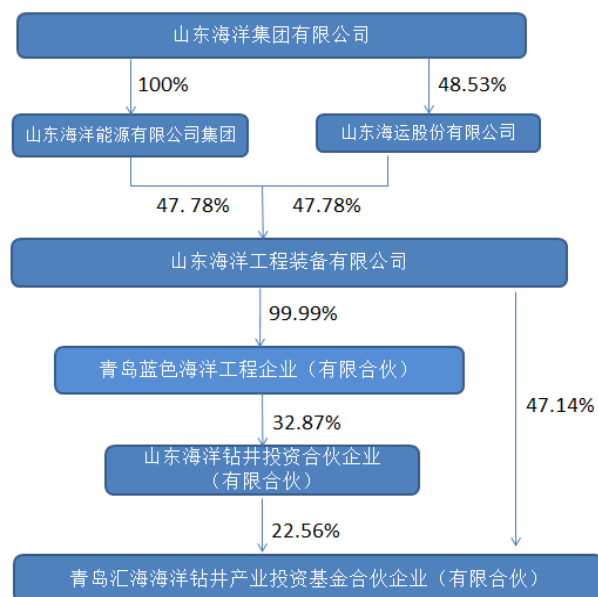 山东海洋集团有限公司
100%
48.53%
山东海洋能源有限公司集团
山东海运股份有限公司
47. 78%
47.78%
山东海洋工程装备有限公司
99.99%
青岛蓝色海洋工程企业（有限合伙）
47.14%
32.87%
山东海洋钻井投资合伙企业
（有限合伙）
22.56%
青岛汇海海洋钻井产业投资基金合伙企业（有限合伙）